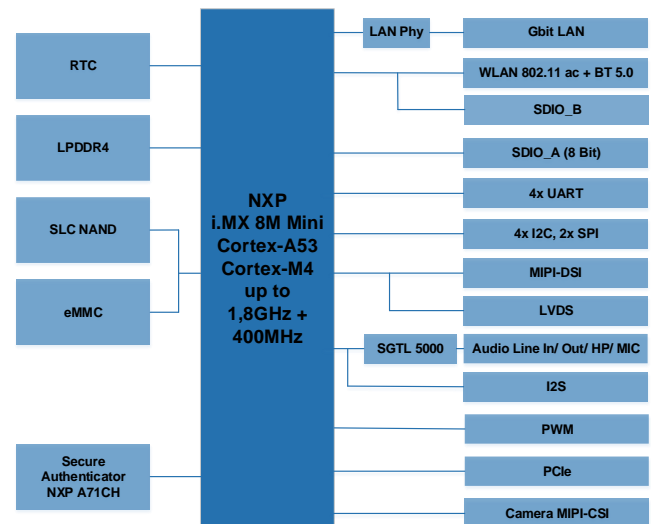 RTC
LPDDR4
SLC NAND
eMMC
Secure
Authenticator
NXP A71CH
NXP
i.MX 8M Mini
Cortex-A53
Cortex-M4
up to
1,8GHz +
400MHz
LAN Phy
Gbit LAN
WLAN 802.11 ac + BT 5.0
SDIO_B
SDIO_A (8 Bit)
4x UART
4x I2C, 2x SPI
MIPI-DSI
LVDS
SGTL 5000
Audio Line In/ Out/ HP/ MIC
I2S
PWM
PCIe
Camera MIPI-CSI